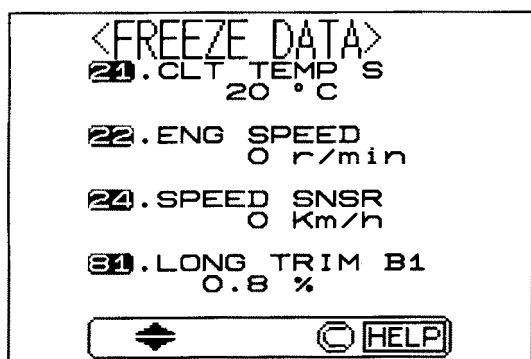 <FREEZE DATA>
21.CLT TEMP S
20 °C
22.ENG SPEED
0 r/min
24.SPEED SNSR
0 Km/h
81.LONG TRIM B1
0.8 %
C HELP